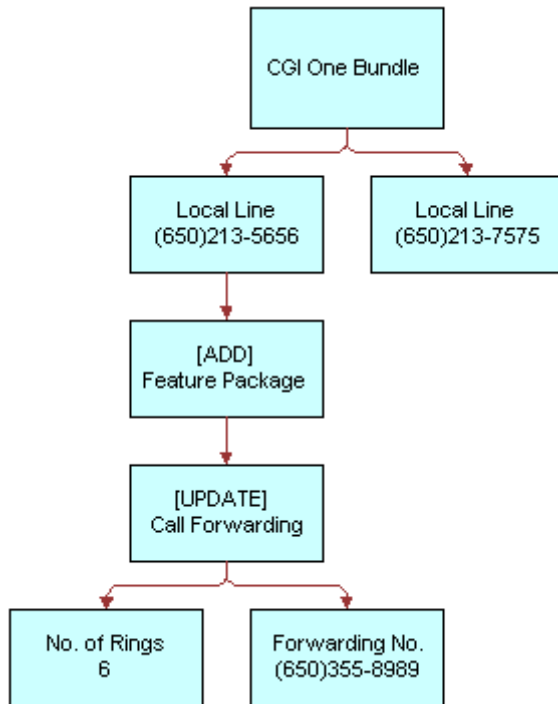 CGI One Bundle
Local Line
(650)213-5656
Local Line
(650)213-7575
[ADD]
Feature Package
[UPDATE]
Call Forwarding
No. of Rings
6
Forwarding No.
(650)355-8989